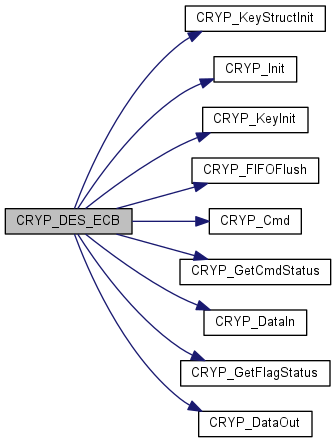 CRYP_KeyStructInit
CRYP_Init
CRYP_KeyInit
CRYP_FIFOFlush
CRYP_DES_ECB
CRYP_Cmd
CRYP_GetCmdStatus
CRYP_DataIn
CRYP_GetFlagStatus
CRYP_DataOut